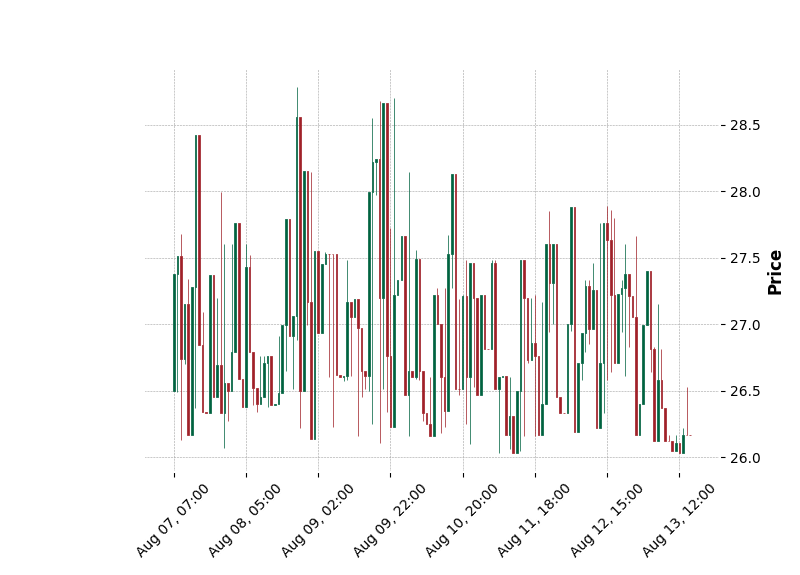 28.5
28.0
27.5
27.0
26.5
26.0
Price
Aug 07, 07:00
Aug 08, 05:00
Aug 09, 02:00
Aug 09, 22:00
Aug 10, 20:00
Aug 11, 18:00
Aug 12, 15:00
Aug 13, 12:00